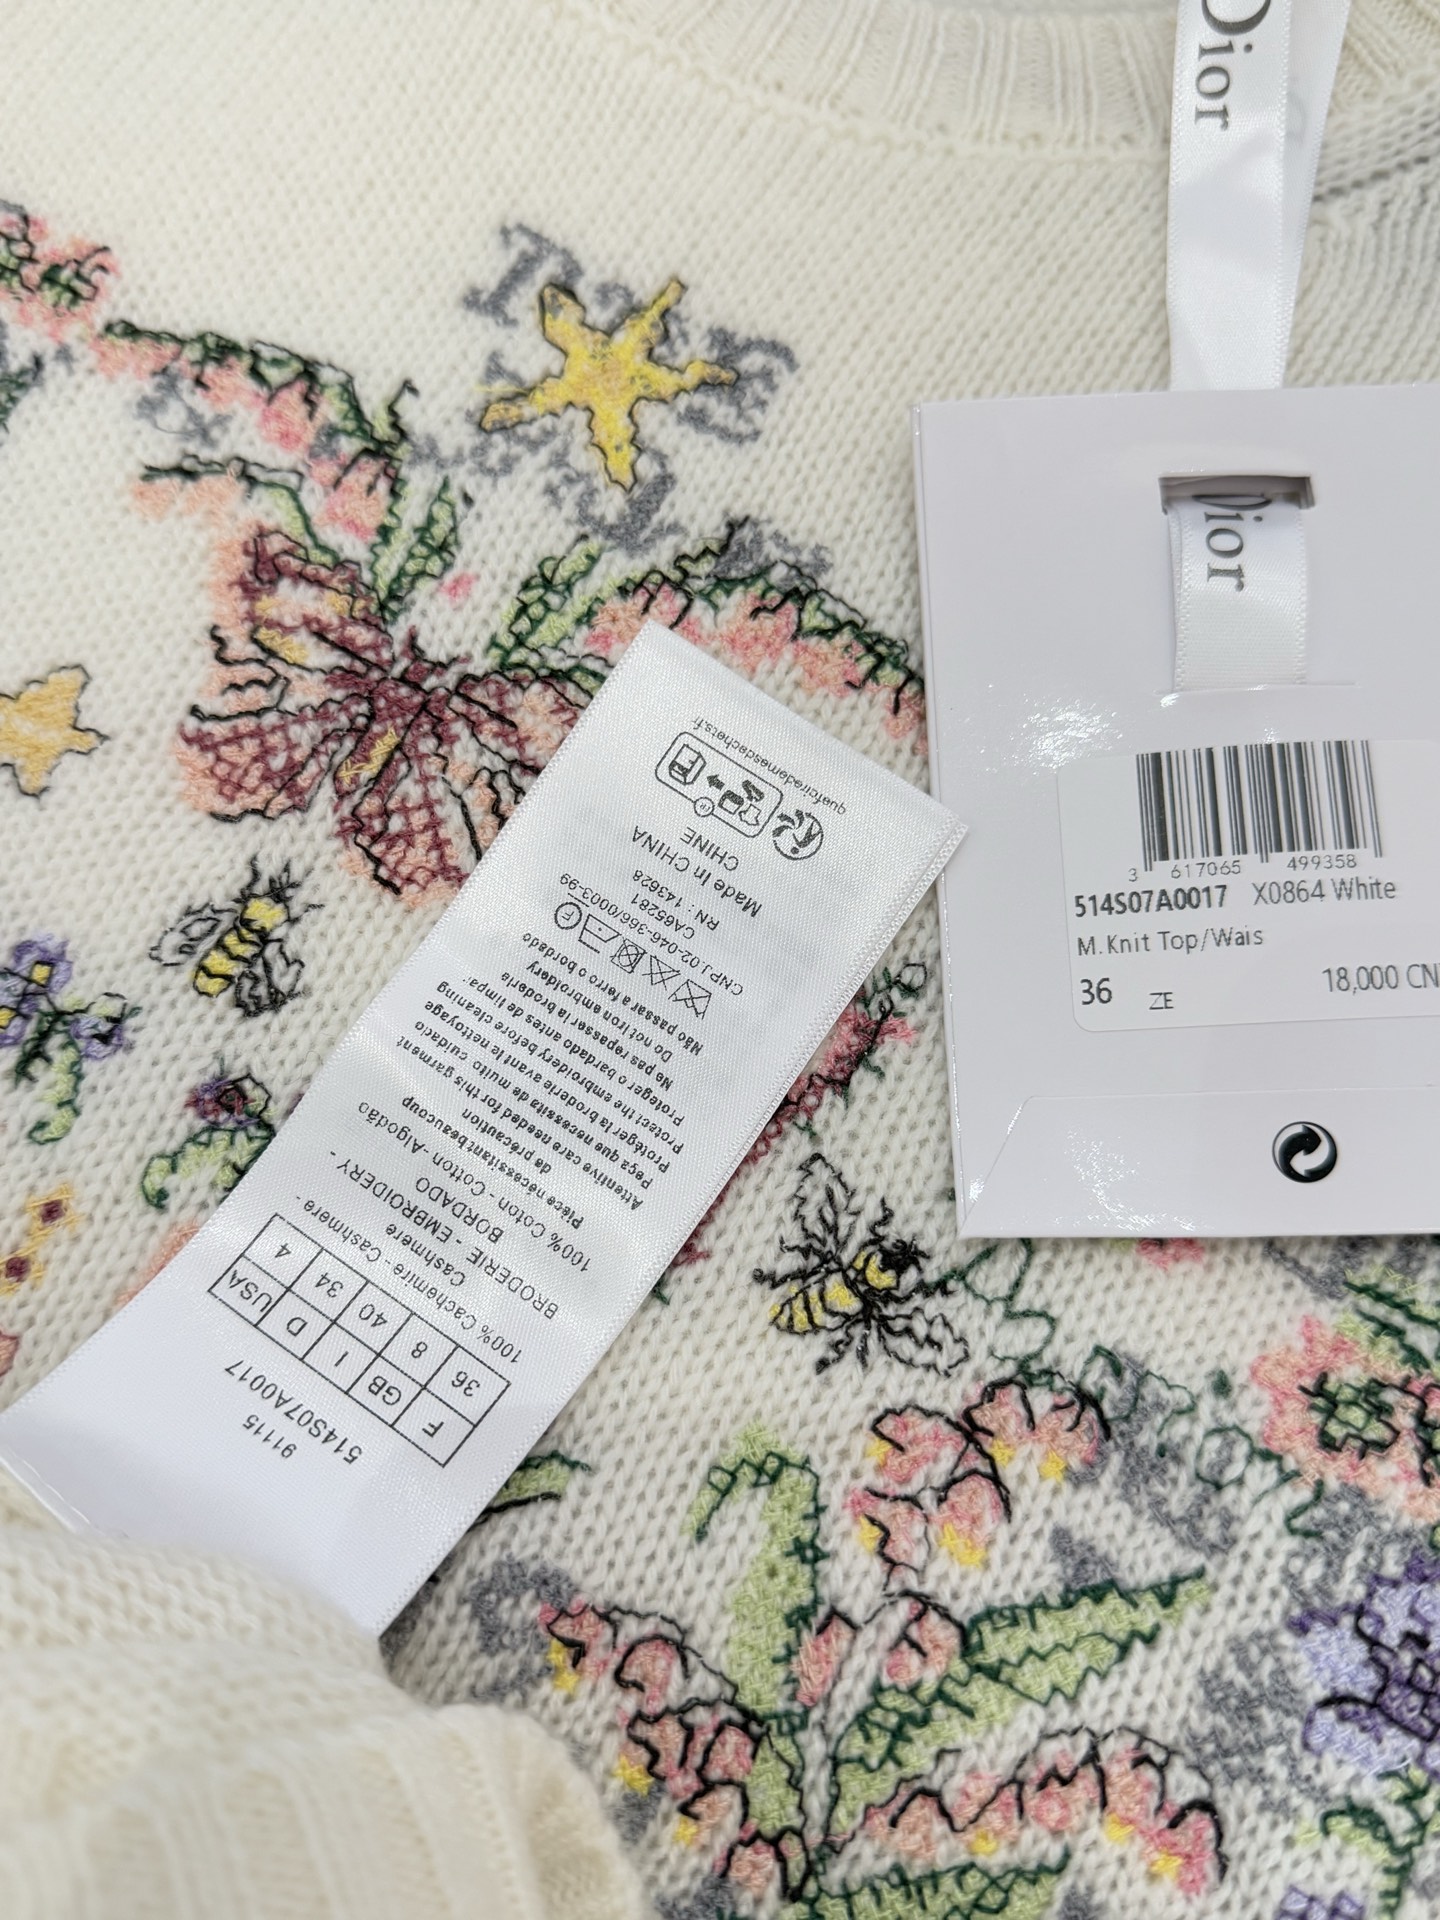 Dior
Dior
3 617065 499358
514S07A0017 X0864 White
M.Knit Top/Wais
36 ZE 18,000 CN
91115
514S07A0017
F GB I D USA
36 8 40 34 4
100% Cachemire - Cashmere -
Cashmere
BRODERIE - EMBROIDERY -
BORDADO
100% Coton - Cotton - Algodão
Pièce nécessitant beaucoup
de précaution
Attentive care needed for this garment
Peça que necessita de muito cuidado
Protéger la broderie avant le nettoyage
Protect the embroidery before cleaning
Proteger o bordado antes de limpa
Ne pas repasser la broderie
Do not iron embroidery
Não passar a ferro o bordado
CNPJ.02-046-366/0003-99
CA65281
RN : 143628
Made In CHINA
CHINE
quefairedemesdechets.fr